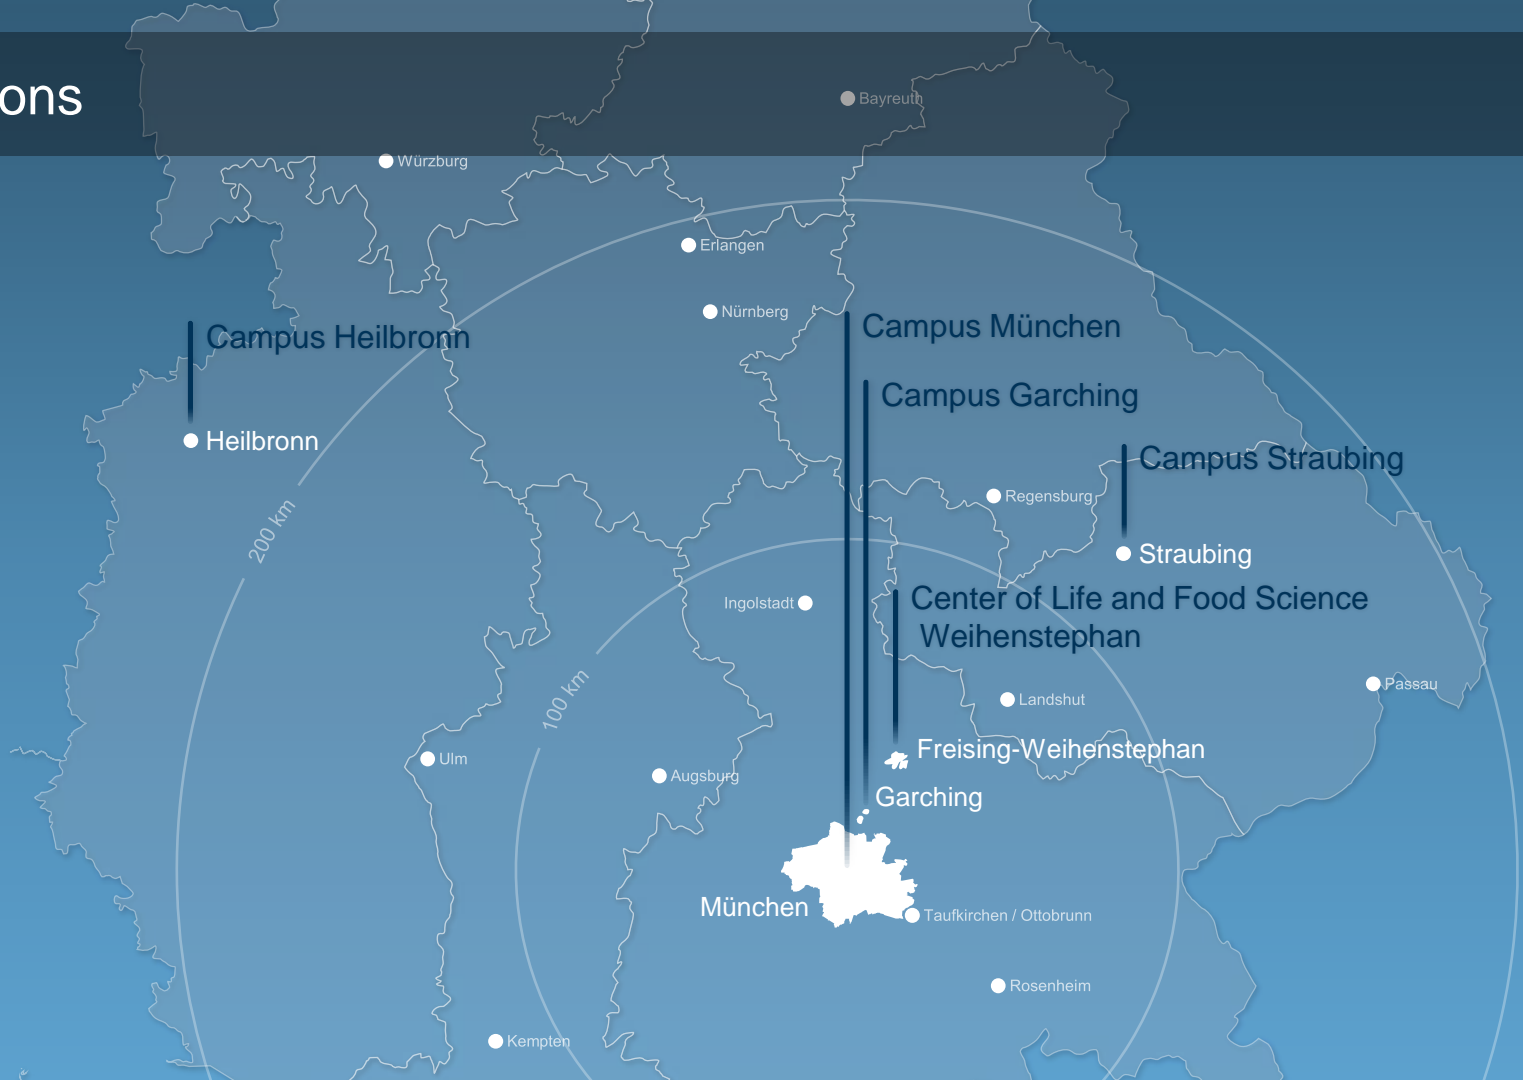 ons
Bayreuth
Würzburg
Erlangen
Nürnberg
Campus Heilbronn
Campus München
Campus Garching
Heilbronn
Campus Straubing
Regensburg
200 km
Straubing
Ingolstadt
Center of Life and Food Science
Weihenstephan
100 km
Landshut
Passau
Ulm
Augsburg
Freising-Weihenstephan
Garching
München
Taufkirchen / Ottobrunn
Rosenheim
Kempten